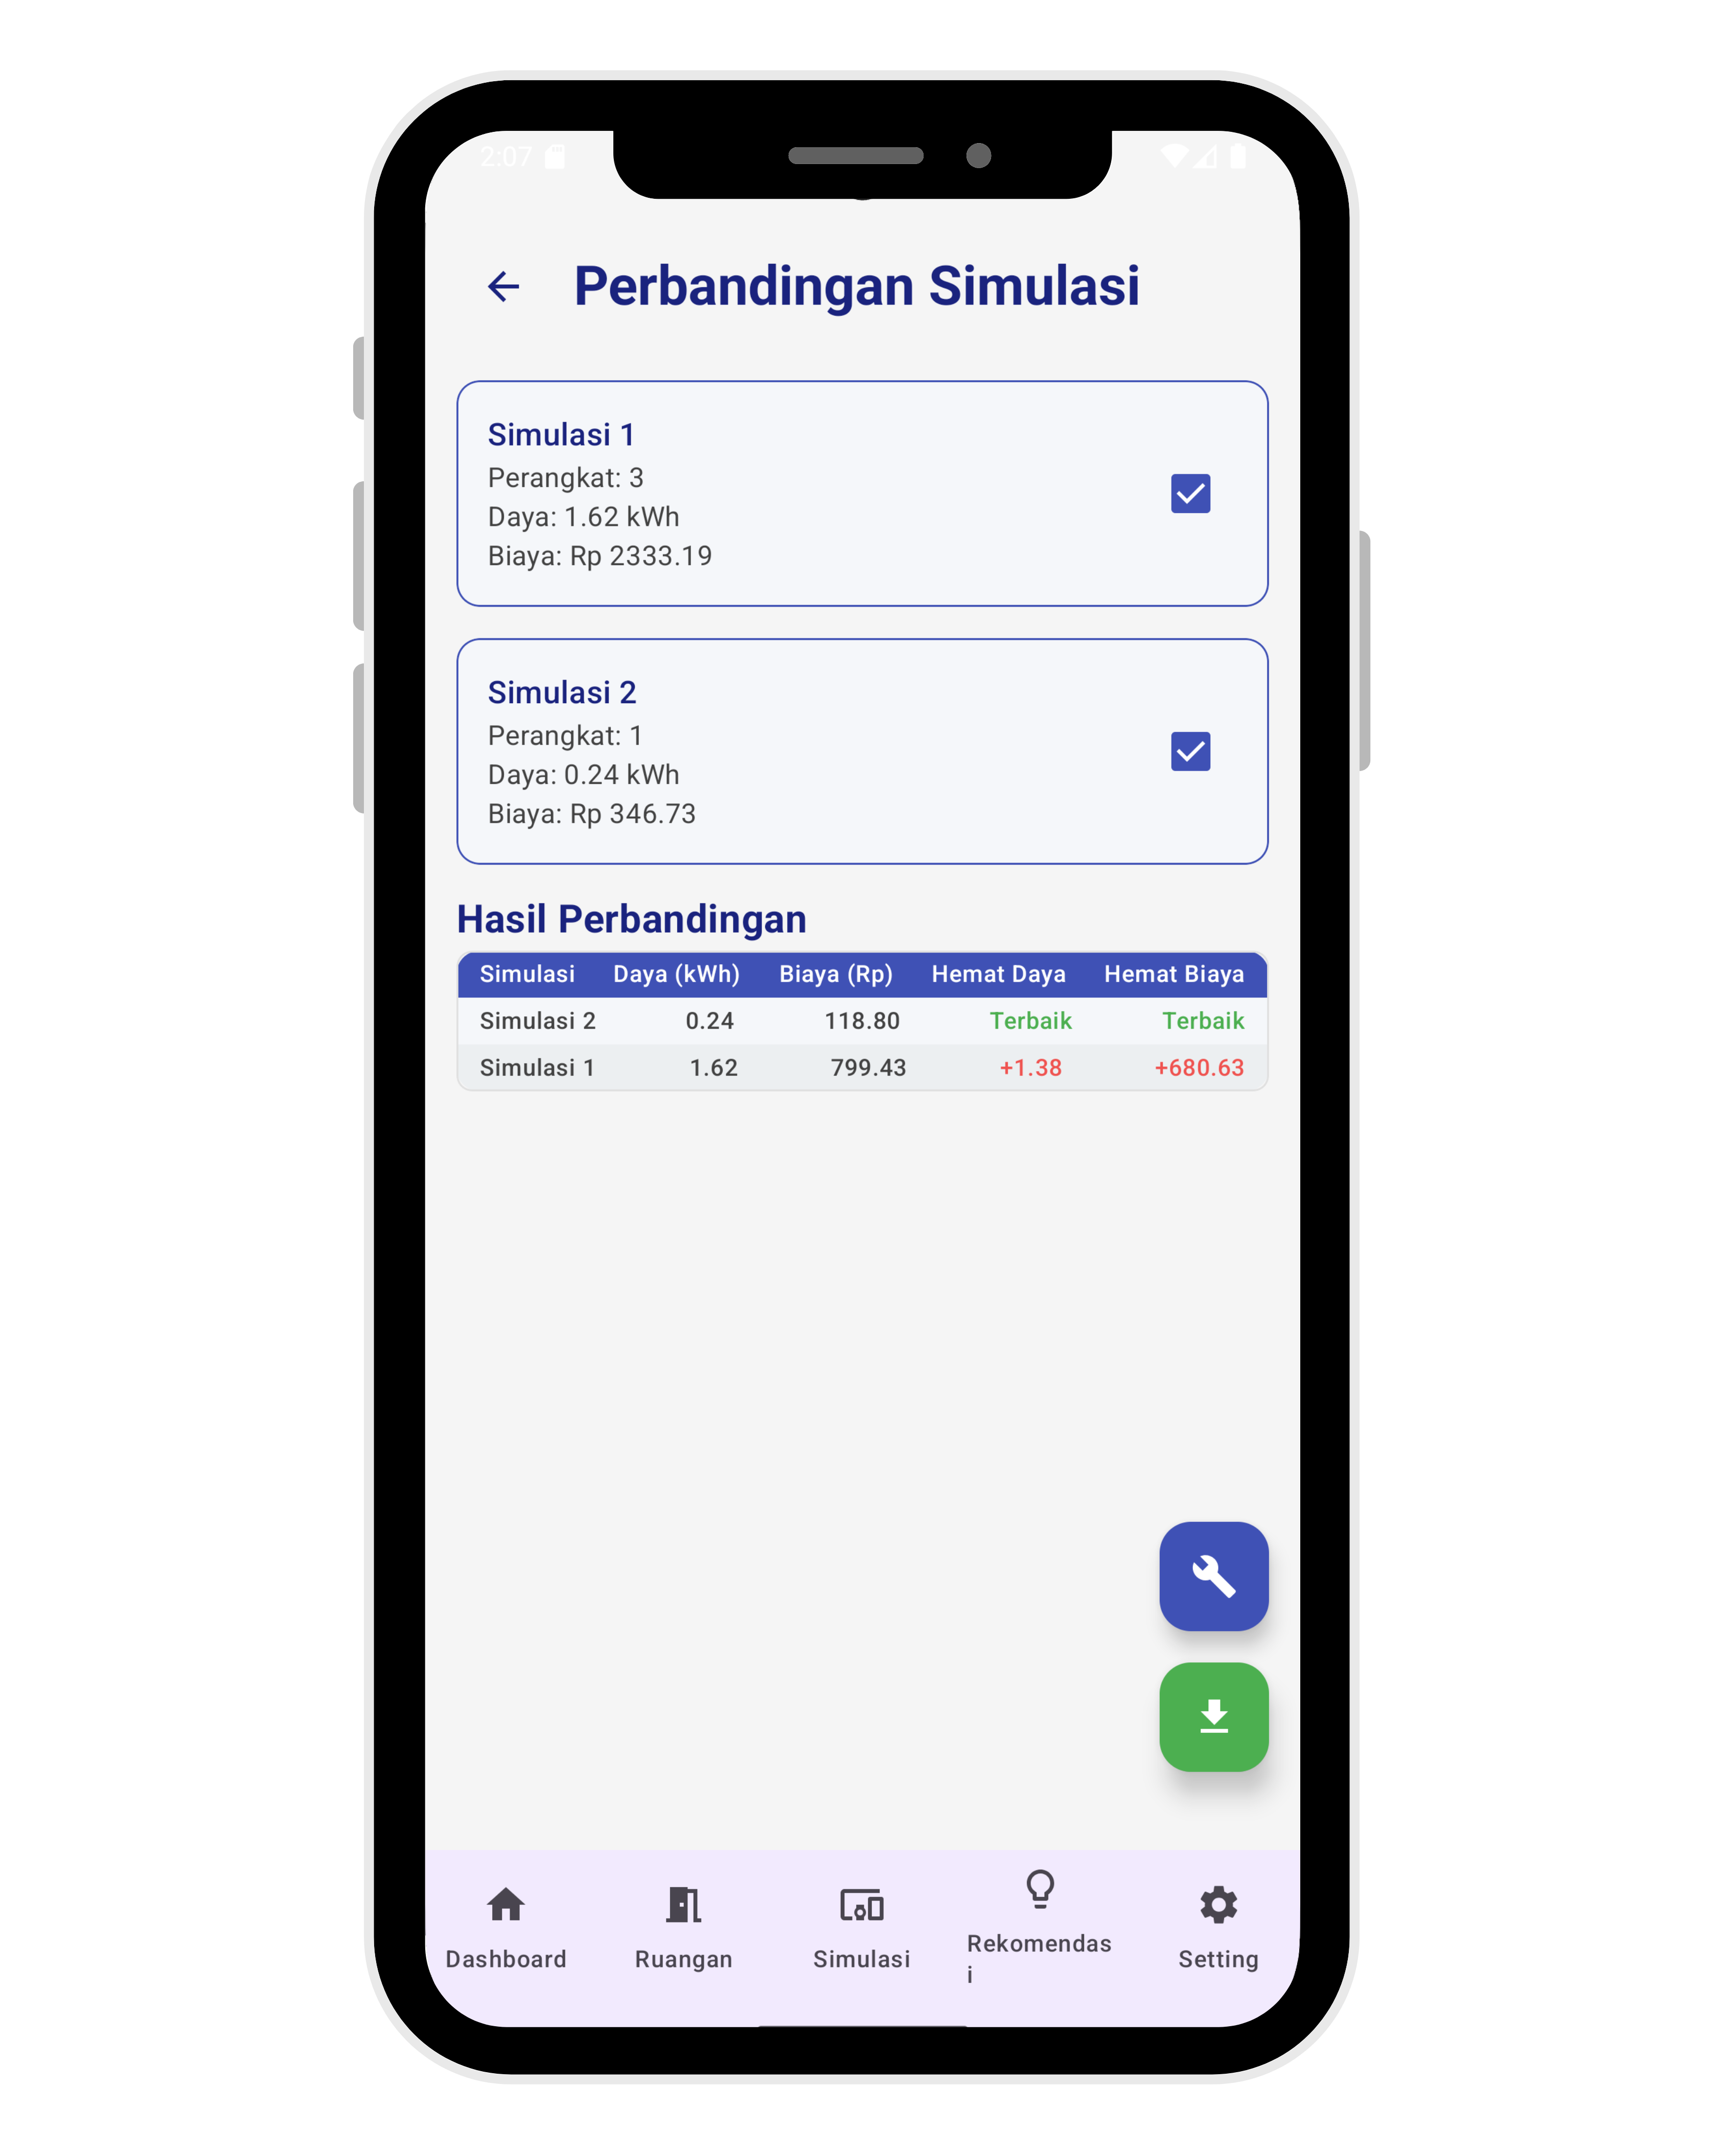 2:07
Perbandingan Simulasi
Simulasi 1
Perangkat: 3
Daya: 1.62 kWh
Biaya: Rp 2333.19
Simulasi 2
Perangkat: 1
Daya: 0.24 kWh
Biaya: Rp 346.73
Hasil Perbandingan
Simulasi Daya (kWh) Biaya (Rp) Hemat Daya Hemat Biaya
Simulasi 2 0.24 118.80 Terbaik Terbaik
Simulasi 1 1.62 799.43 +1.38 +680.63
Dashboard Ruangan Simulasi Rekomendas
i Setting